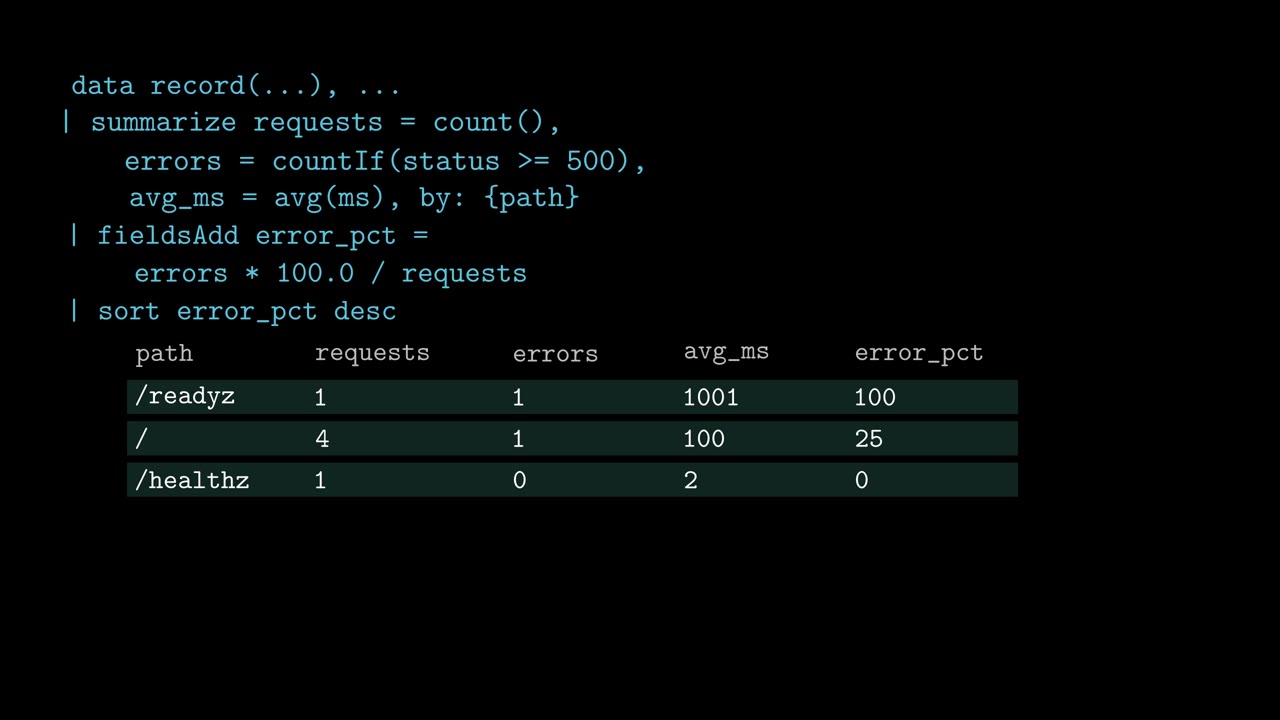 data record(...), ...
| summarize requests = count(),
errors = countIf(status >= 500),
avg_ms = avg(ms), by: {path}
| fieldsAdd error_pct =
errors * 100.0 / requests
| sort error_pct desc
path requests errors avg_ms error_pct
/readyz 1 1 1001 100
/ 4 1 100 25
/healthz 1 0 2 0